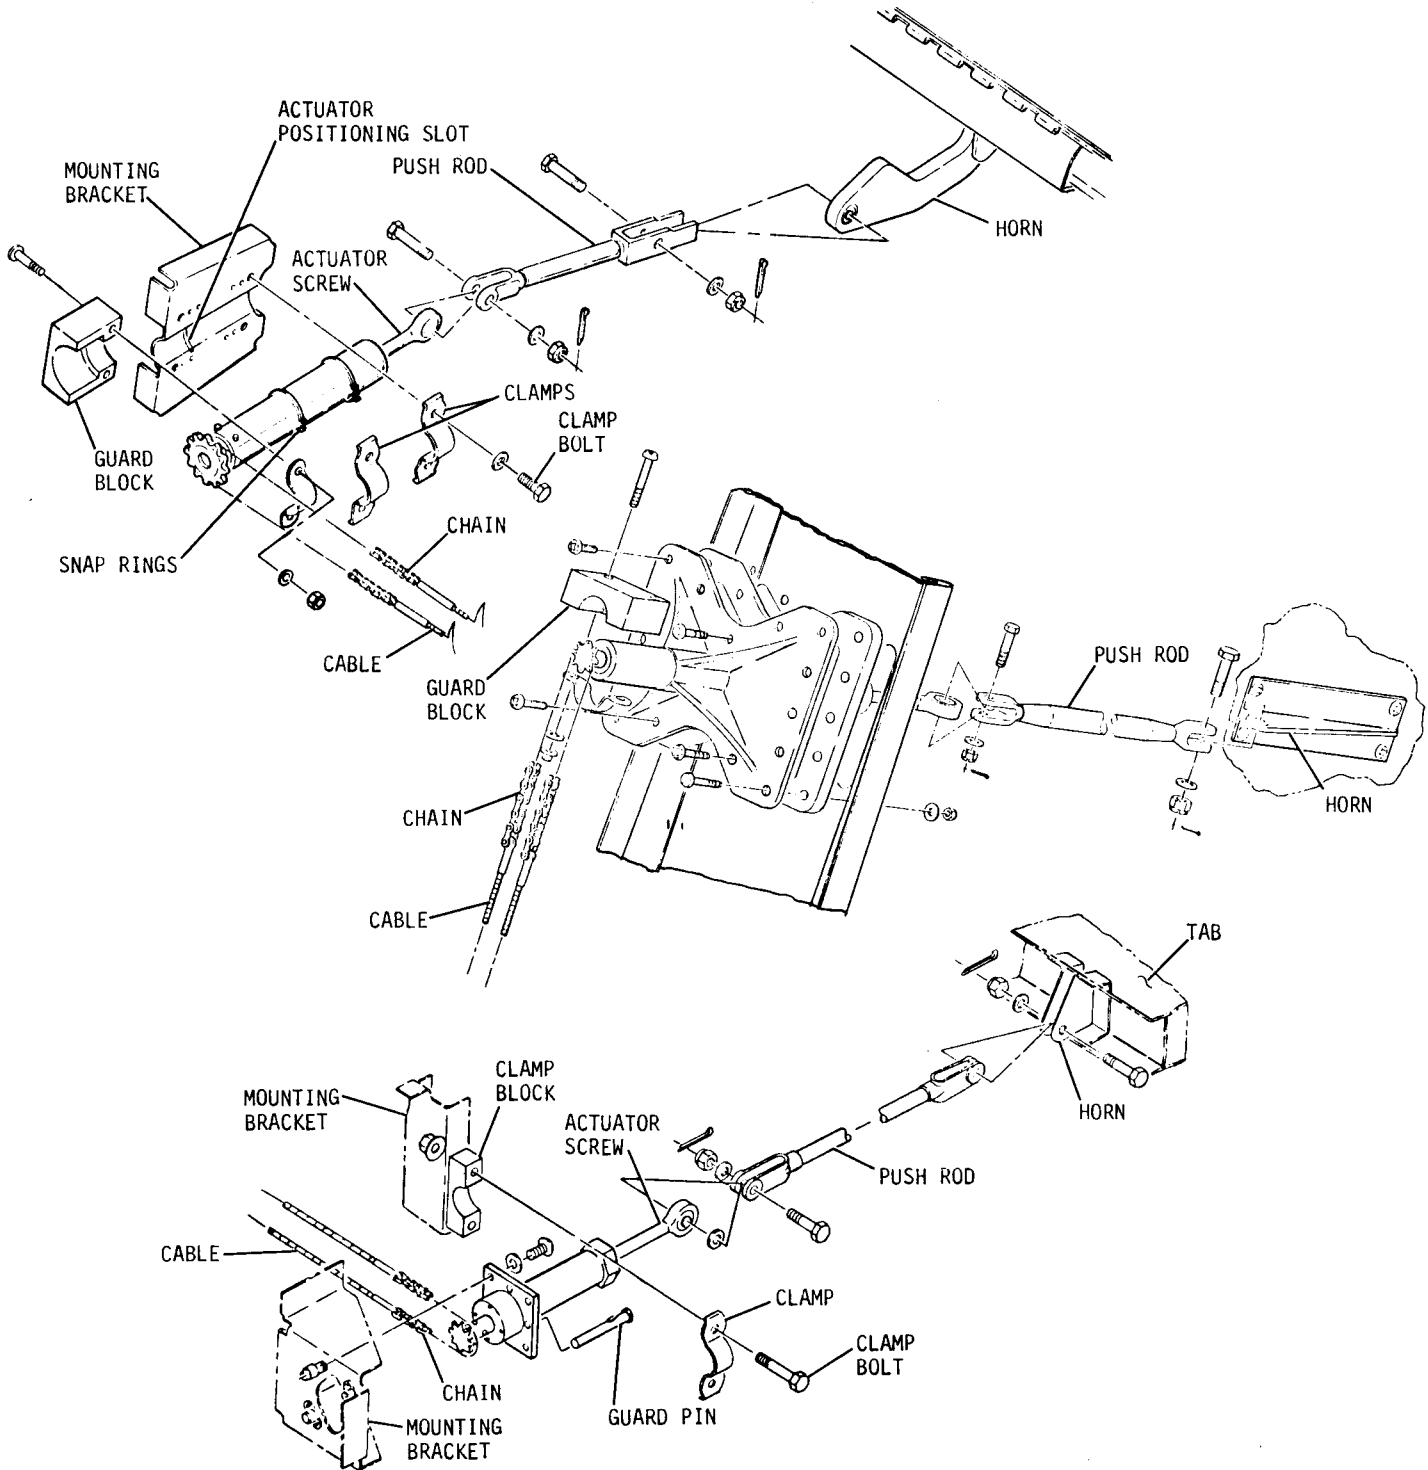 ACTUATOR
POSITIONING SLOT
MOUNTING
BRACKET
PUSH ROD
HORN
ACTUATOR
SCREW
CLAMPS
CLAMP
BOLT
GUARD
BLOCK
SNAP RINGS
CHAIN
CABLE
GUARD
BLOCK
PUSH ROD
HORN
CHAIN
CABLE
TAB
HORN
CLAMP
BLOCK
MOUNTING
BRACKET
ACTUATOR
SCREW
PUSH ROD
CABLE
CLAMP
CLAMP
BOLT
CHAIN
GUARD PIN
MOUNTING
BRACKET